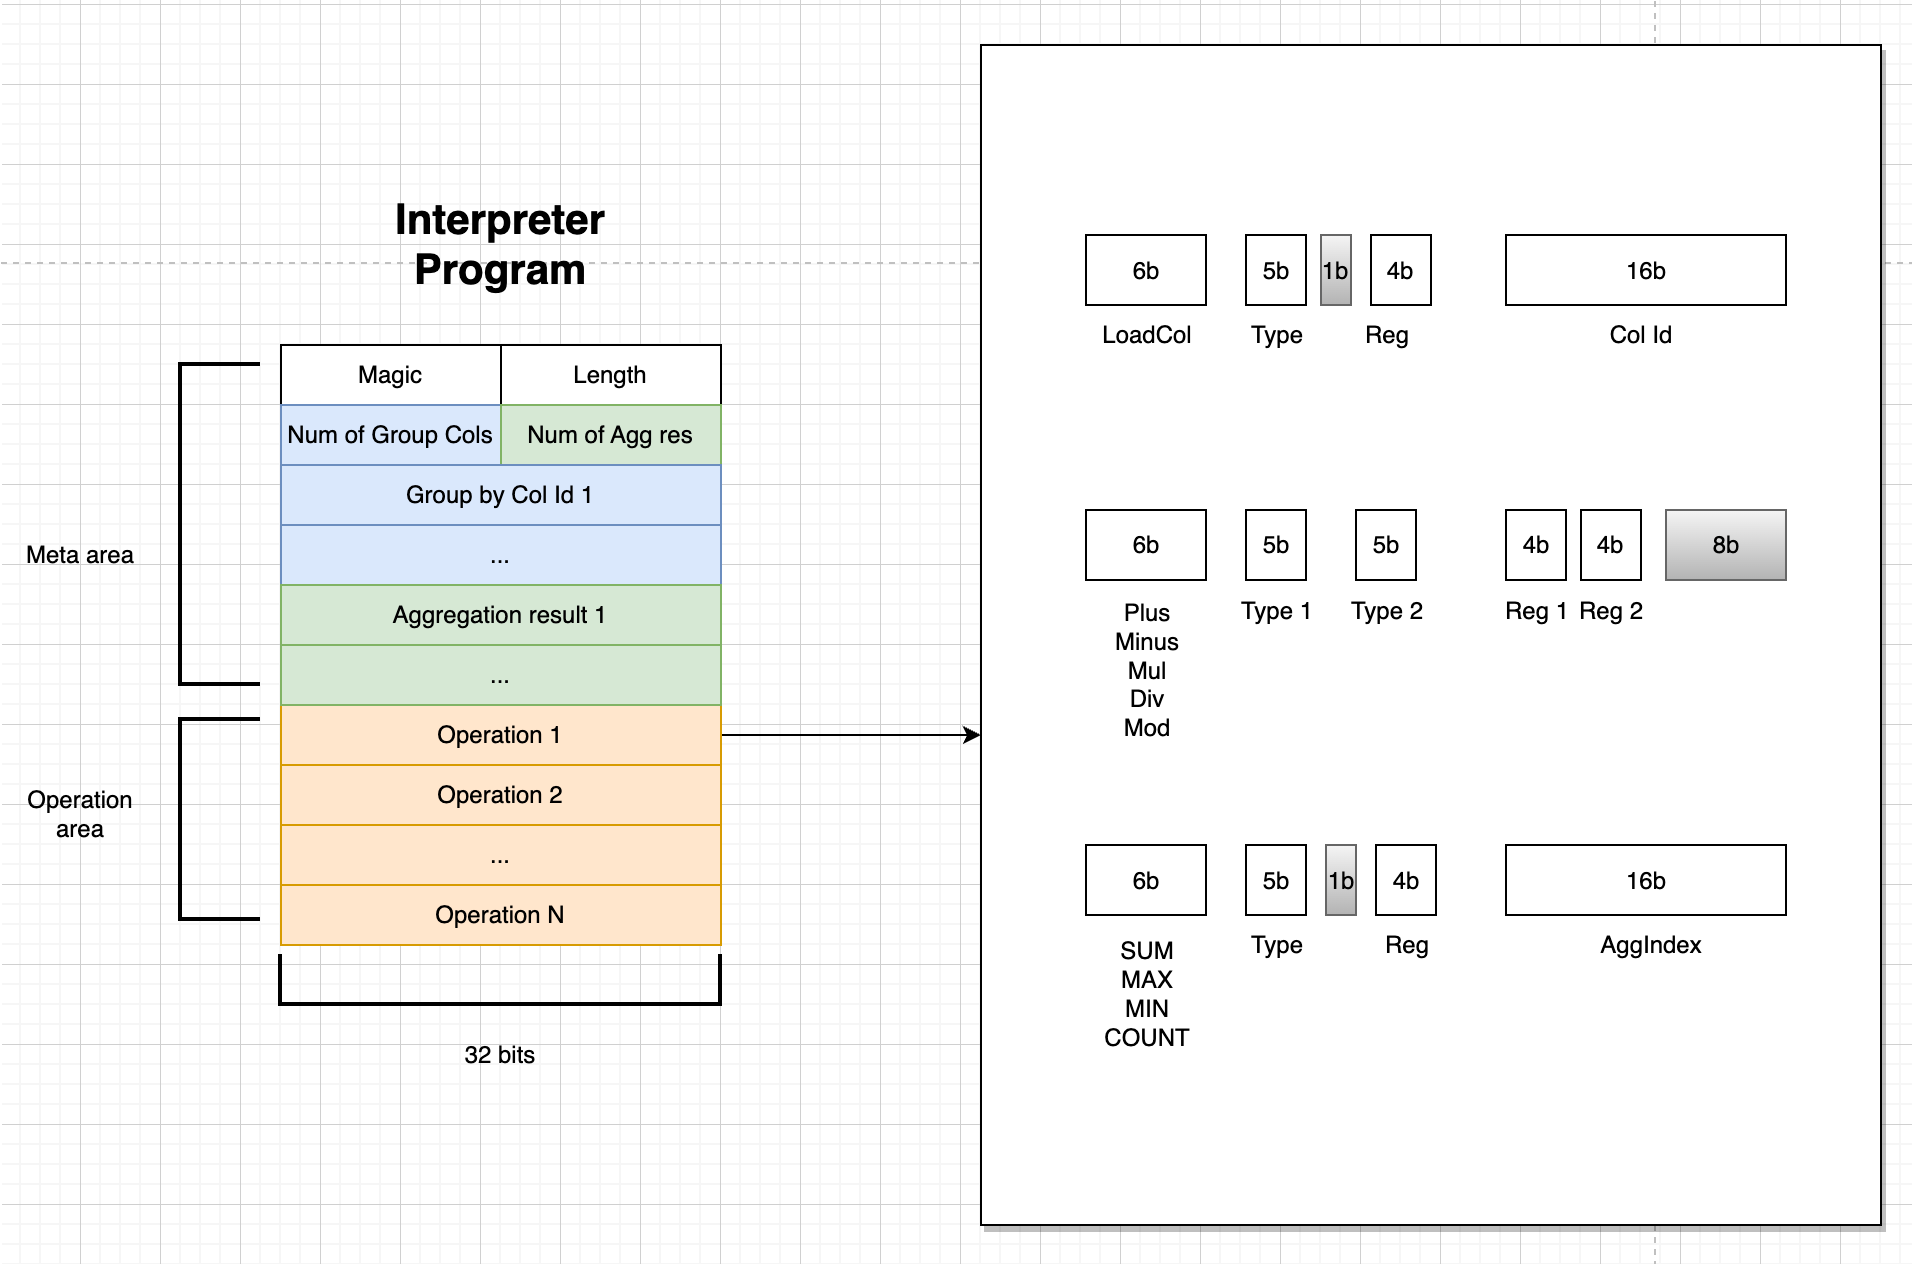 Interpreter
Program
Magic Length
Num of Group Cols Num of Agg res
Group by Col Id 1
...
Aggregation result 1
...
Operation 1
Operation 2
...
Operation N
Meta area
Operation
area
32 bits
6b 5b 1b 4b 16b
LoadCol Type Reg Col Id
6b 5b 5b 4b 4b 8b
Plus Type 1 Type 2 Reg 1 Reg 2
Minus
Mul
Div
Mod
6b 5b 1b 4b 16b
SUM Type Reg AggIndex
MAX
MIN
COUNT